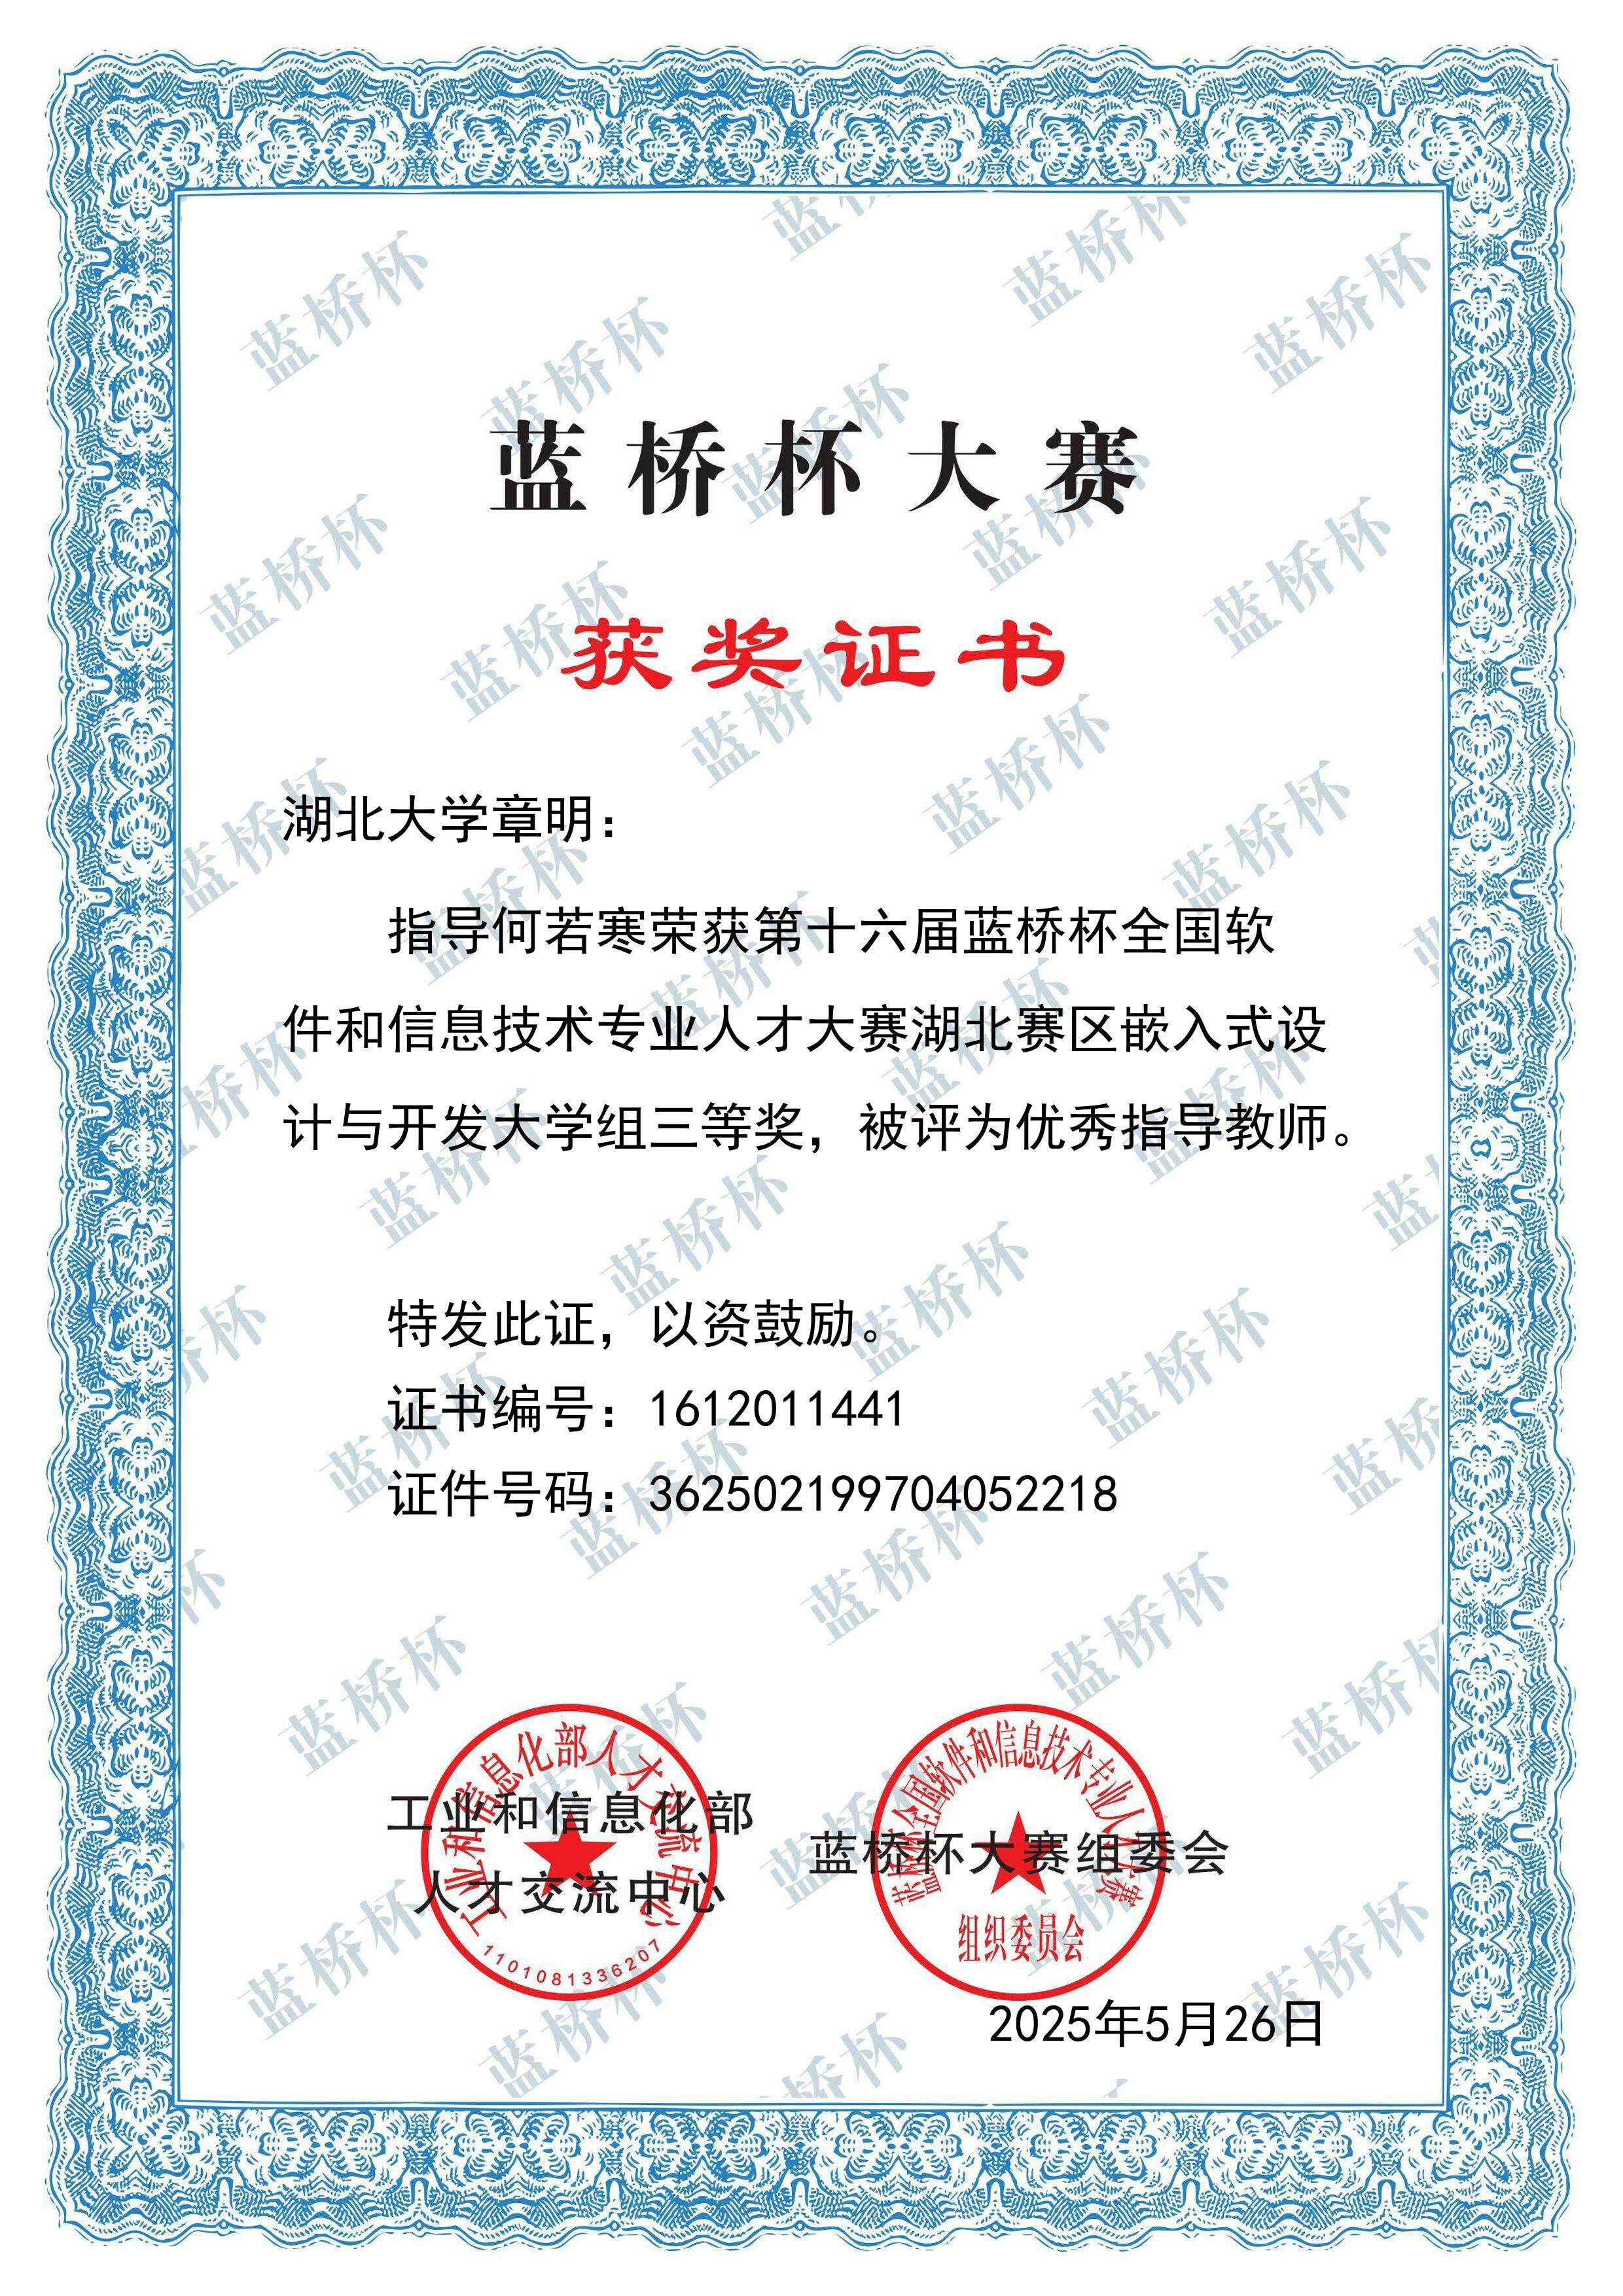 蓝桥杯大赛
获奖证书
湖北大学章明：
指导何若寒荣获第十六届蓝桥杯全国软
件和信息技术专业人才大赛湖北赛区嵌入式设
计与开发大学组三等奖，被评为优秀指导教师。
特发此证，以资鼓励。
证书编号：1612011441
证件号码：362502199704052218
工业和信息化部
人才交流中心
工业和信息化部人才交流中心
1101081336207
蓝桥杯大赛组委会
蓝桥杯全国软件和信息技术专业人才大赛
组织委员会
2025年5月26日
蓝桥杯